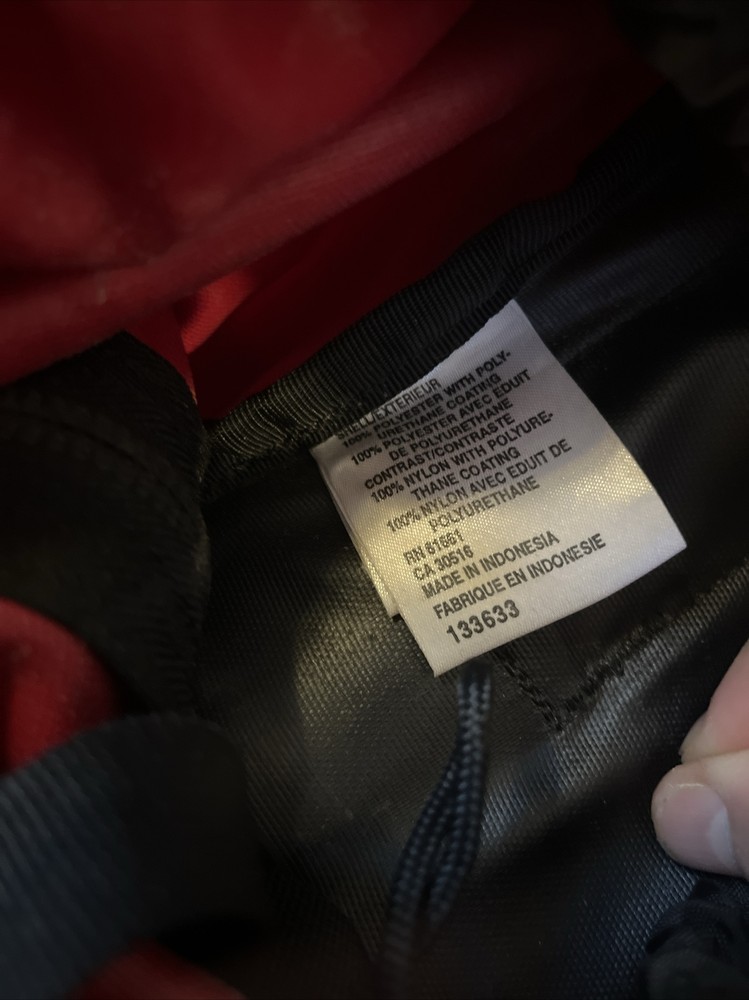 SHELL/EXTERIEUR
100% POLYESTER WITH POLY-
URETHANE COATING
100% POLYESTER AVEC EDUIT
DE POLYURETHANE
CONTRAST/CONTRASTE
100% NYLON WITH POLYURE-
THANE COATING
100% NYLON AVEC EDUIT DE
POLYURETHANE
RN 61661
CA 30516
MADE IN INDONESIA
FABRIQUE EN INDONESIE
133633